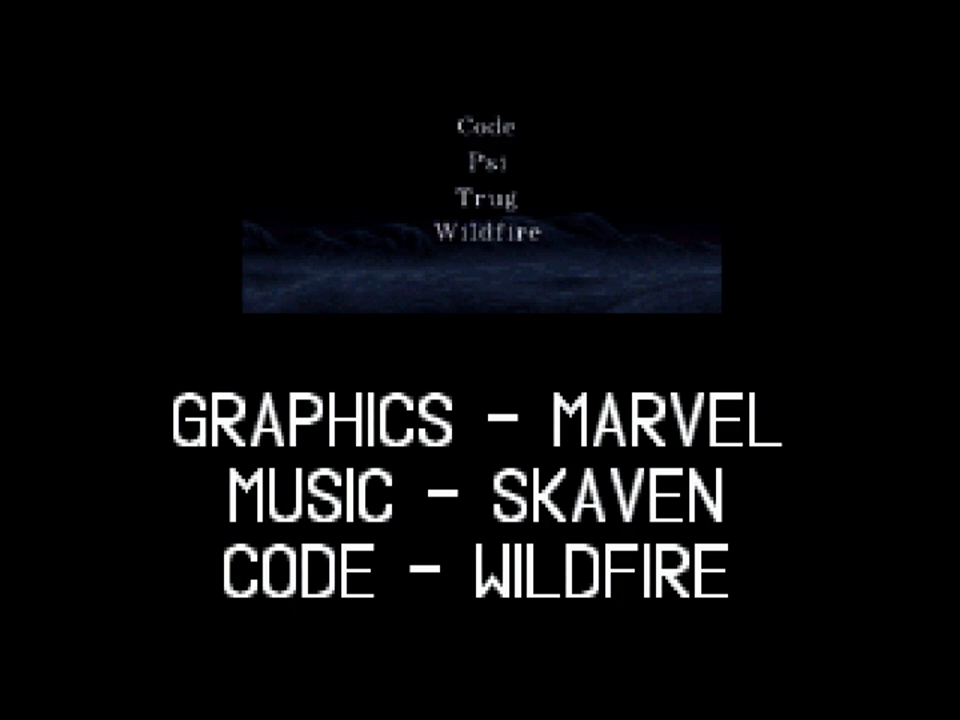 Code
Psi
Trug
Wildfire
GRAPHICS - MARVEL
MUSIC - SKAVEN
CODE - WILDFIRE